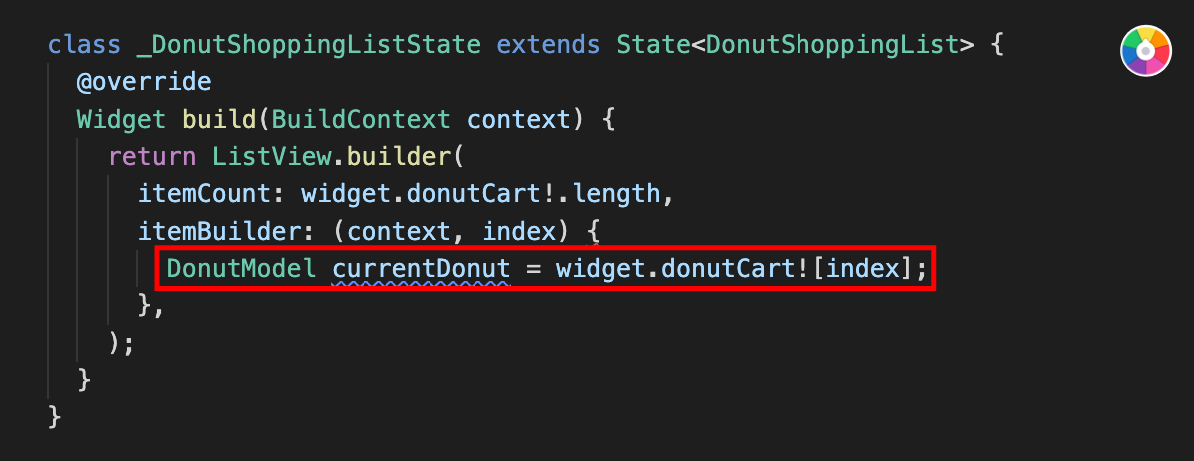 class _DonutShoppingListState extends State<DonutShoppingList> {
@override
Widget build(BuildContext context) {
return ListView.builder(
itemCount: widget.donutCart!.length,
itemBuilder: (context, index) {
DonutModel currentDonut = widget.donutCart![index];
},
);
}
}